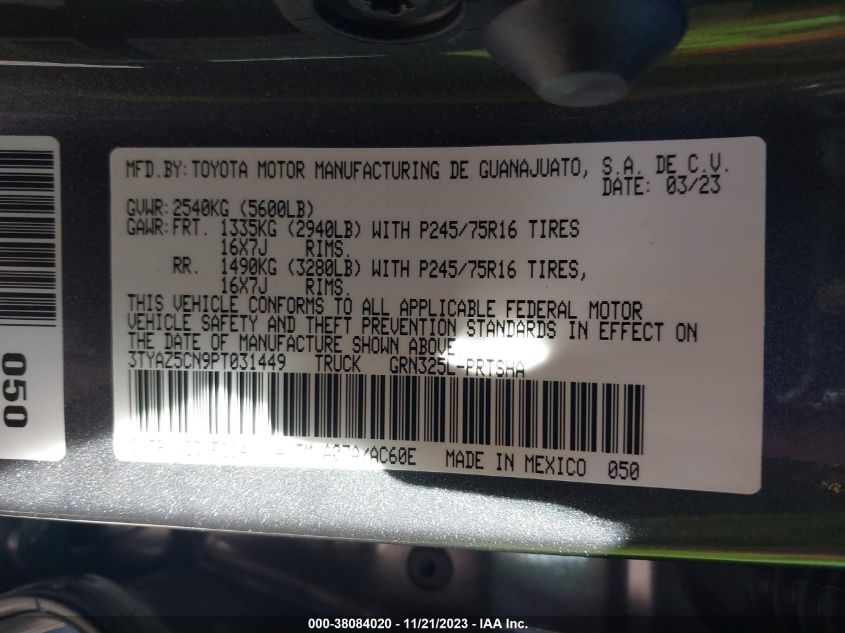 MFD.BY: TOYOTA MOTOR MANUFACTURING DE GUANAJUATO, S.A. DE C.V.
DATE: 03/23
GVWR: 2540KG (5600LB)
GAWR: FRT. 1335KG (2940LB) WITH P245/75R16 TIRES
16X7J RIMS.
RR. 1490KG (3280LB) WITH P245/75R16 TIRES,
16X7J RIMS.
THIS VEHICLE CONFORMS TO ALL APPLICABLE FEDERAL MOTOR
VEHICLE SAFETY AND THEFT PREVENTION STANDARDS IN EFFECT ON
THE DATE OF MANUFACTURE SHOWN ABOVE
3TYAZ5CN9PT031449 TRUCK GRN325L-PRTSHA
/AC60E MADE IN MEXICO 050
050
000-38084020 - 11/21/2023 - IAA Inc.